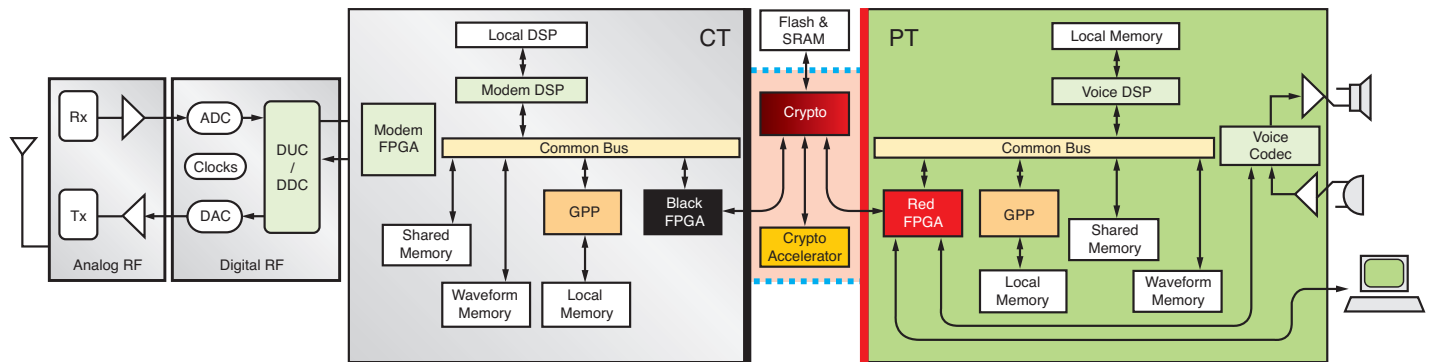 Rx
Tx
Analog RF
ADC
Clocks
DAC
DUC
/
DDC
Digital RF
CT
Local DSP
Modem DSP
Modem
FPGA
Common Bus
Shared
Memory
Waveform
Memory
GPP
Local
Memory
Black
FPGA
Flash &
SRAM
Crypto
Crypto
Accelerator
PT
Local Memory
Voice DSP
Common Bus
Red
FPGA
GPP
Local
Memory
Shared
Memory
Waveform
Memory
Voice
Codec